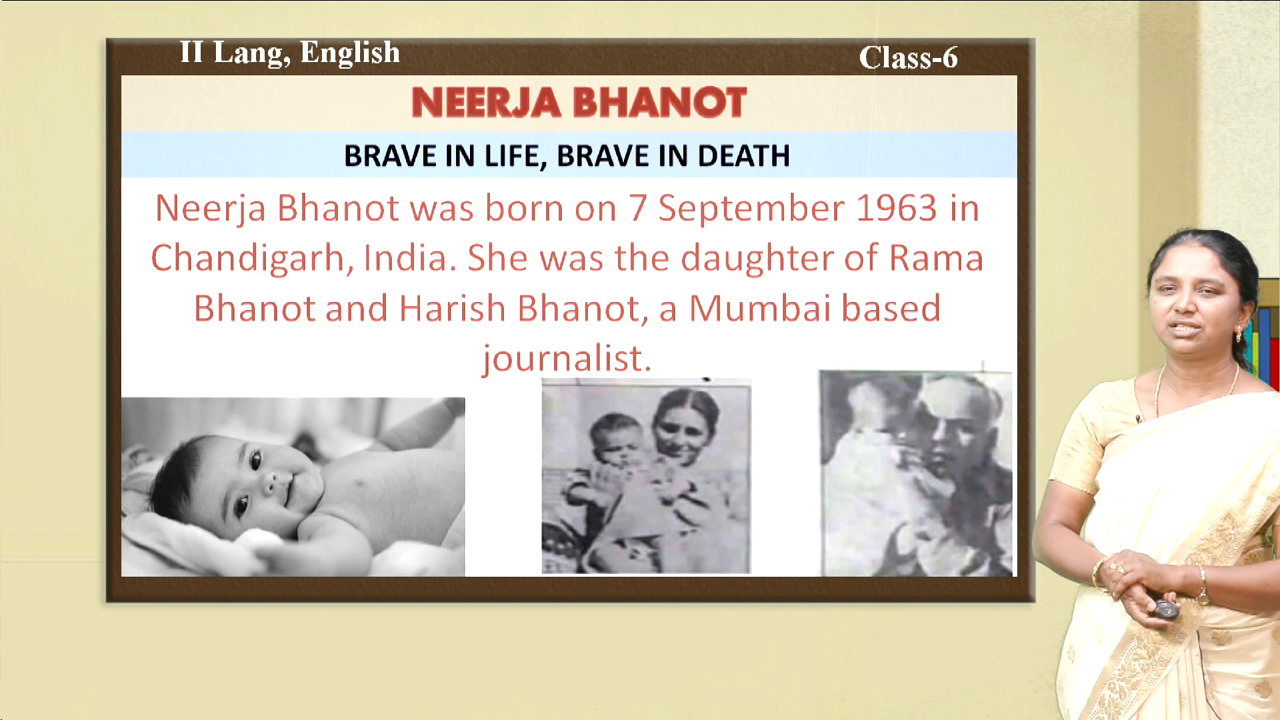 II Lang, English
Class-6
NEERJA BHANOT
BRAVE IN LIFE, BRAVE IN DEATH
Neerja Bhanot was born on 7 September 1963 in
Chandigarh, India. She was the daughter of Rama
Bhanot and Harish Bhanot, a Mumbai based
journalist.